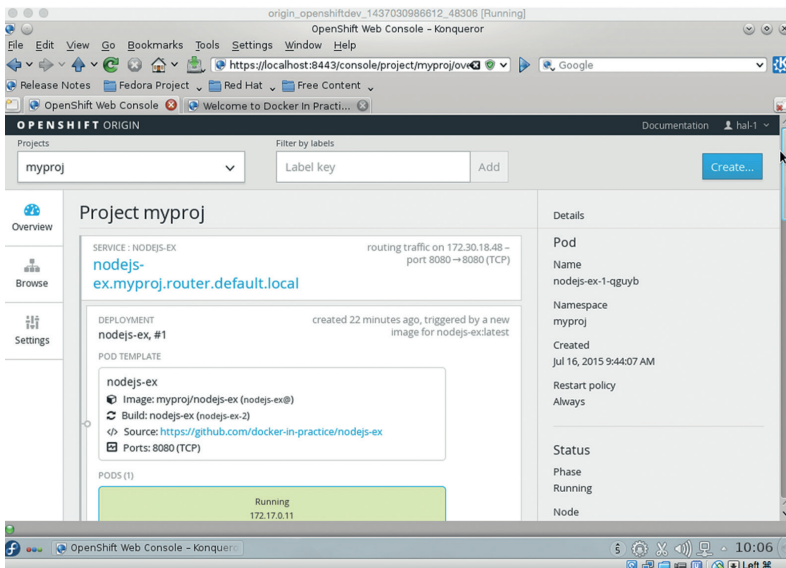 origin_openshiftdev_1437030986612_48306 [Running]
OpenShift Web Console – Konqueror
File Edit View Go Bookmarks Tools Settings Window Help
https://localhost:8443/console/project/myproj/ov
Google
Release Notes Fedora Project Red Hat Free Content
OpenShift Web Console Welcome to Docker In Practi...
OPENSHIFT ORIGIN
Documentation hal-1
Projects
Filter by labels
myproj
Label key
Add
Create...
Overview
Browse
Settings
Project myproj
SERVICE : NODEJS-EX
routing traffic on 172.30.18.48 –
port 8080 → 8080 (TCP)
nodejs-
ex.myproj.router.default.local
DEPLOYMENT
created 22 minutes ago, triggered by a new
image for nodejs-ex:latest
nodejs-ex, #1
POD TEMPLATE
nodejs-ex
Image: myproj/nodejs-ex (nodejs-ex@)
Build: nodejs-ex (nodejs-ex-2)
</> Source: https://github.com/docker-in-practice/nodejs-ex
Ports: 8080 (TCP)
PODS (1)
Running
172.17.0.11
Details
Pod
Name
nodejs-ex-1-qguyb
Namespace
myproj
Created
Jul 16, 2015 9:44:07 AM
Restart policy
Always
Status
Phase
Running
Node
OpenShift Web Console – Konquero
10:06
Left ⌘